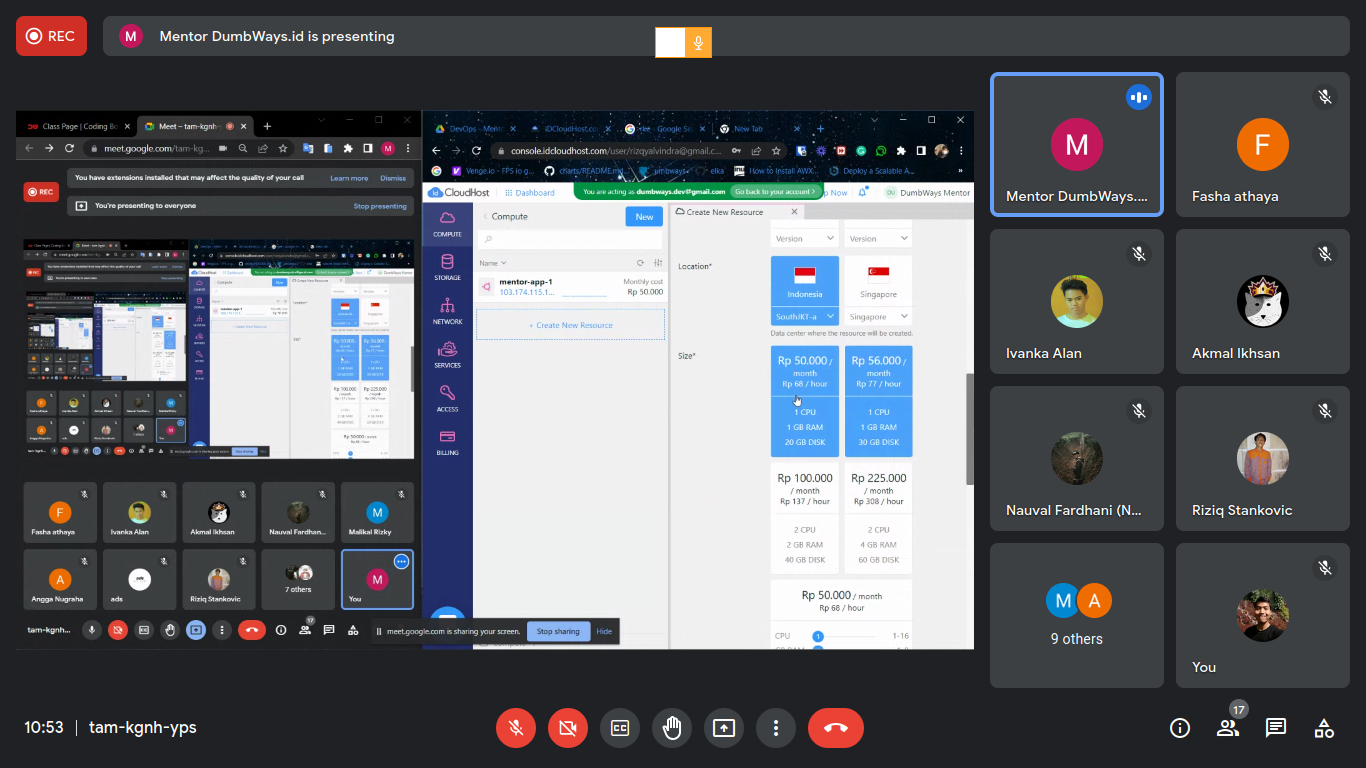 REC
M
Mentor DumbWays.id is presenting
Class Page | Coding Bo
Meet – tam-kgnh-
meet.google.com/tam-kg...
M
REC
You have extensions installed that may affect the quality of your call
Learn more
Dismiss
You're presenting to everyone
Stop presenting
Fasha athaya
Ivanka Alan
Akmal Ikhsan
Nauval Fardhan...
Malikal Rizky
Angga Nugraha
ads
Riziq Stankovic
7 others
You
tam-kgnh...
17
meet.google.com is sharing your screen.
Stop sharing
Hide
DevOps - Mento
iDCloudHost.co
New Tab
console.idcloudhost.com/user/rizqyalvindra@gmail.c...
Venge.io
charts/README.md...
elka
How to Install AWX...
Deploy a Scalable A...
CloudHost
Dashboard
You are acting as dumbways.dev@gmail.com
Go back to your account >
p Now
DU
DumbWays Mentor
COMPUTE
STORAGE
NETWORK
SERVICES
ACCESS
BILLING
Compute
New
Name
mentor-app-1
103.174.115.1...
Monthly cost
Rp 50.000
+ Create New Resource
Create New Resource
Version
Version
Location*
Indonesia
Singapore
SouthJKT-a
Singapore
Data center where the resource will be created.
Size*
Rp 50.000 /
month
Rp 68 / hour
1 CPU
1 GB RAM
20 GB DISK
Rp 56.000 /
month
Rp 77 / hour
1 CPU
1 GB RAM
30 GB DISK
Rp 100.000
/ month
Rp 137 / hour
2 CPU
2 GB RAM
40 GB DISK
Rp 225.000
/ month
Rp 308 / hour
2 CPU
4 GB RAM
60 GB DISK
Rp 50.000 / month
Rp 68 / hour
CPU
1
1-16
M
Mentor DumbWays....
F
Fasha athaya
Ivanka Alan
Akmal Ikhsan
Nauval Fardhani (N...
Riziq Stankovic
M
A
9 others
You
10:53
tam-kgnh-yps
17